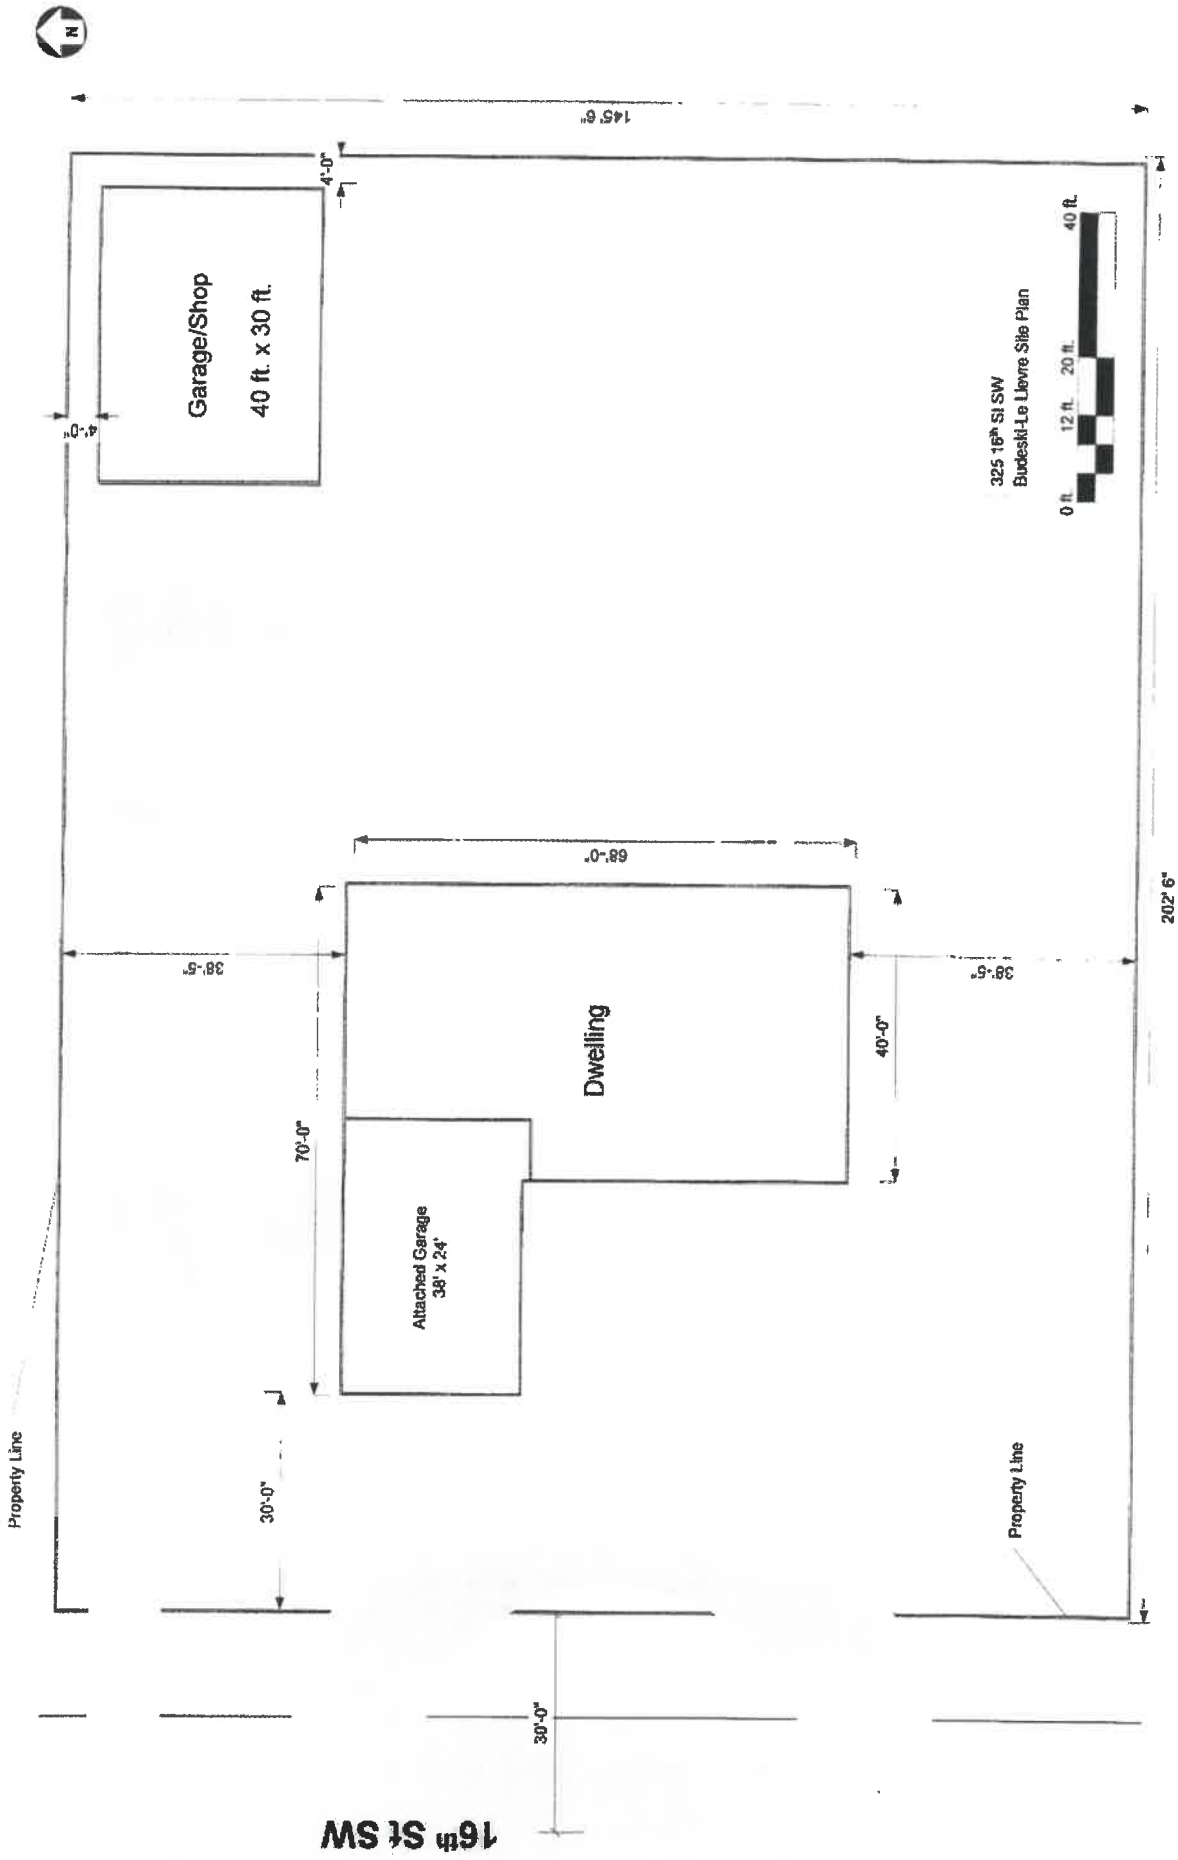 N
145' 6"
4'-0"
Garage/Shop
40 ft. x 30 ft.
4'-0"
325 16th St SW
Budeski-Le Lievre Site Plan
0 ft.
12 ft.
20 ft.
40 ft.
68'-0"
38'-5"
38'-5"
202' 6"
Dwelling
40'-0"
70'-0"
Attached Garage
38' x 24'
Property Line
30'-0"
Property Line
30'-0"
16th St SW